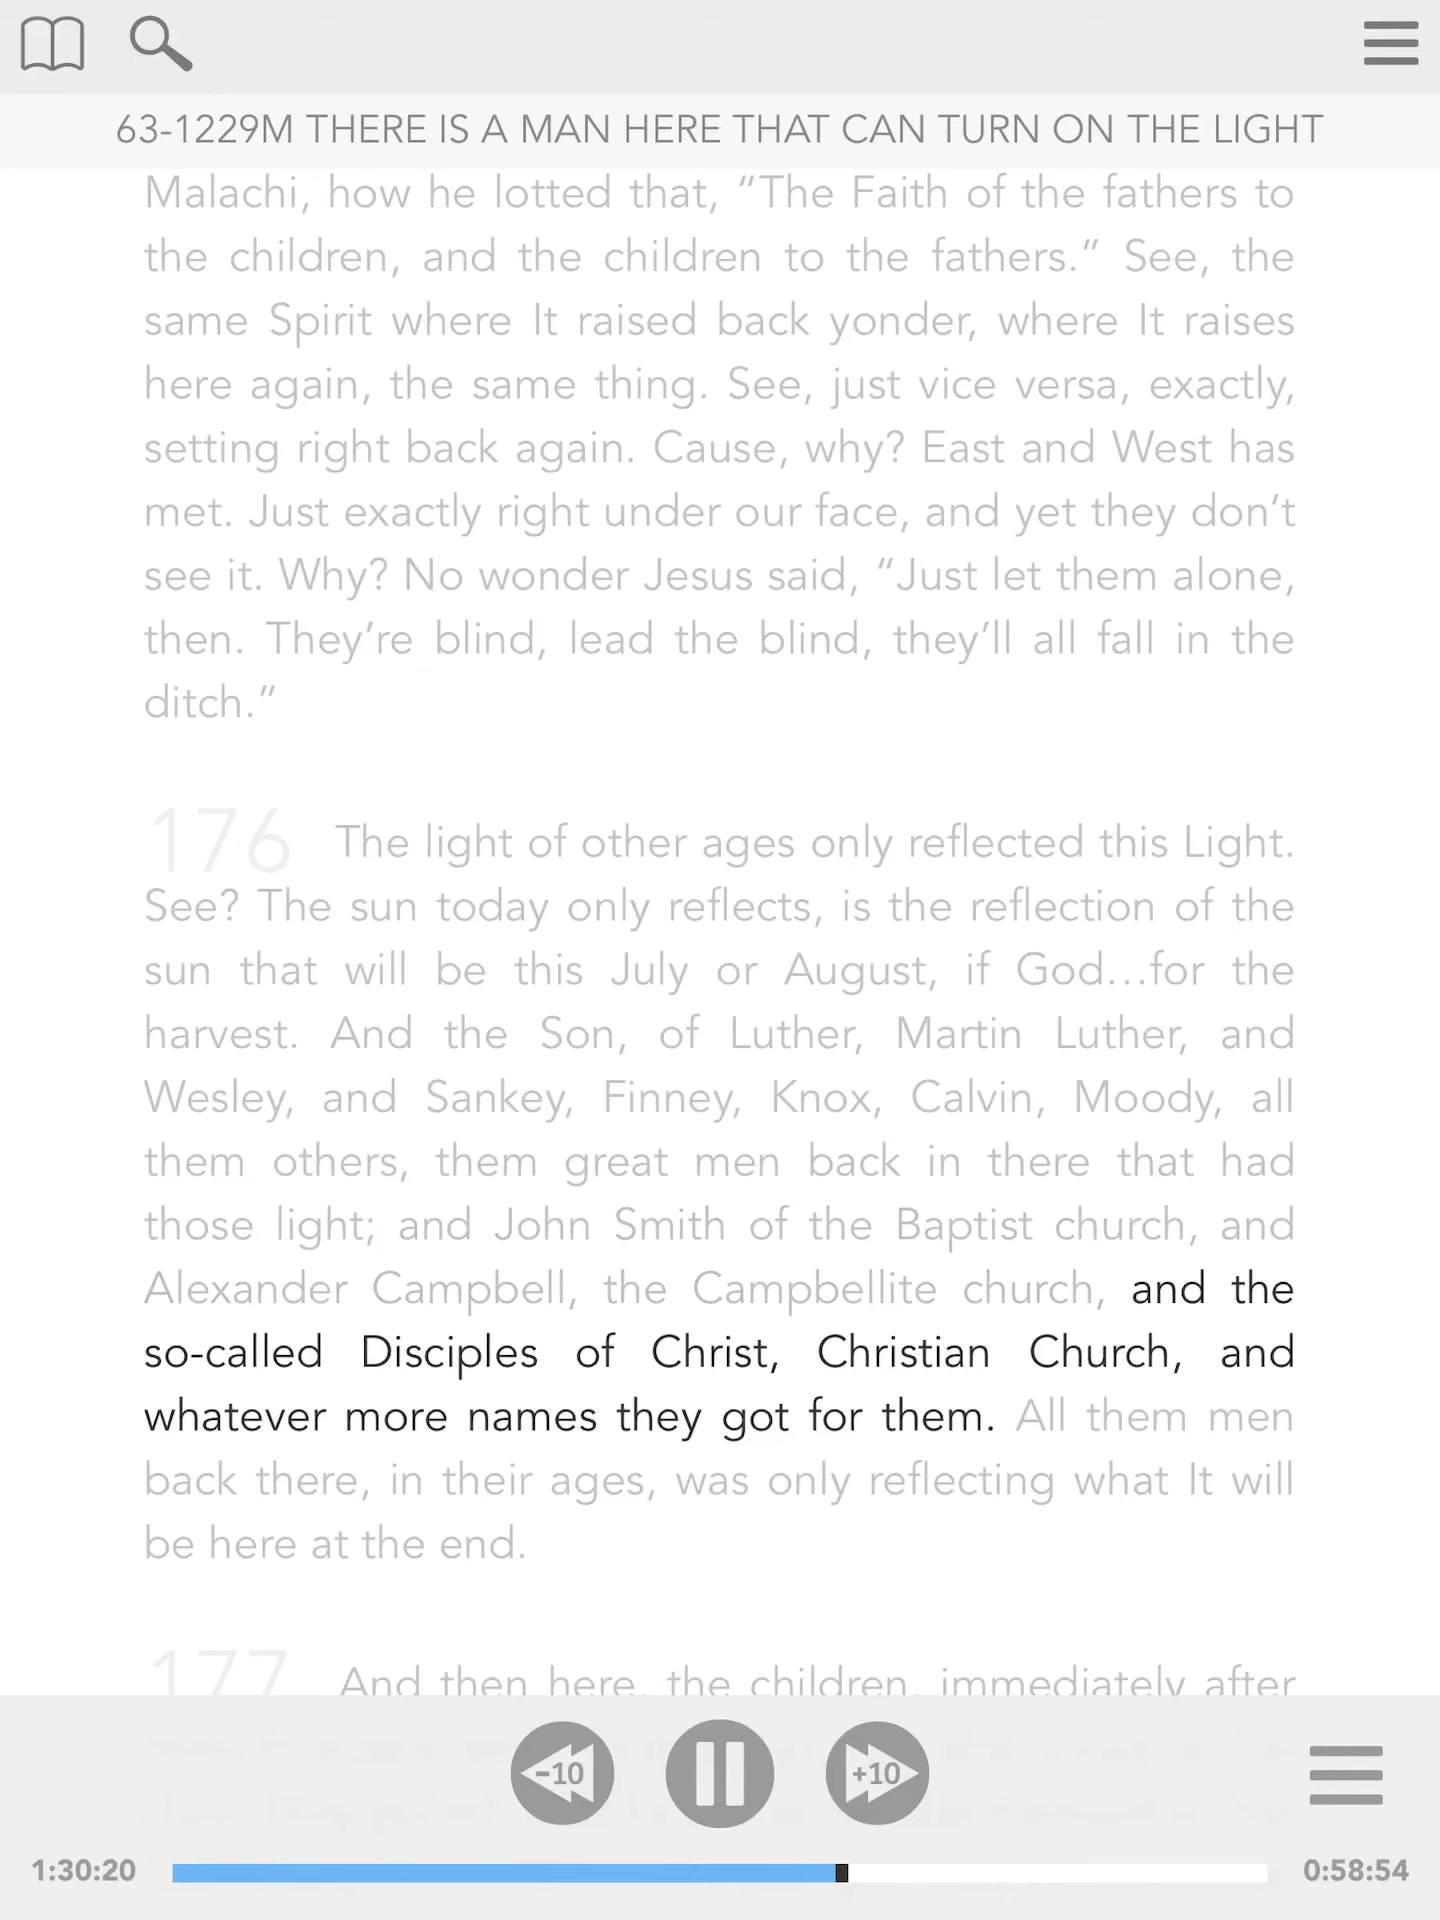 63-1229M THERE IS A MAN HERE THAT CAN TURN ON THE LIGHT
Malachi, how he lotted that, “The Faith of the fathers to
the children, and the children to the fathers.” See, the
same Spirit where It raised back yonder, where It raises
here again, the same thing. See, just vice versa, exactly,
setting right back again. Cause, why? East and West has
met. Just exactly right under our face, and yet they don’t
see it. Why? No wonder Jesus said, “Just let them alone,
then. They’re blind, lead the blind, they’ll all fall in the
ditch.”
176 The light of other ages only reflected this Light.
See? The sun today only reflects, is the reflection of the
sun that will be this July or August, if God…for the
harvest. And the Son, of Luther, Martin Luther, and
Wesley, and Sankey, Finney, Knox, Calvin, Moody, all
them others, them great men back in there that had
those light; and John Smith of the Baptist church, and
Alexander Campbell, the Campbellite church, and the
so-called Disciples of Christ, Christian Church, and
whatever more names they got for them. All them men
back there, in their ages, was only reflecting what It will
be here at the end.
177 And then here, the children, immediately after
-10
+10
1:30:20
0:58:54